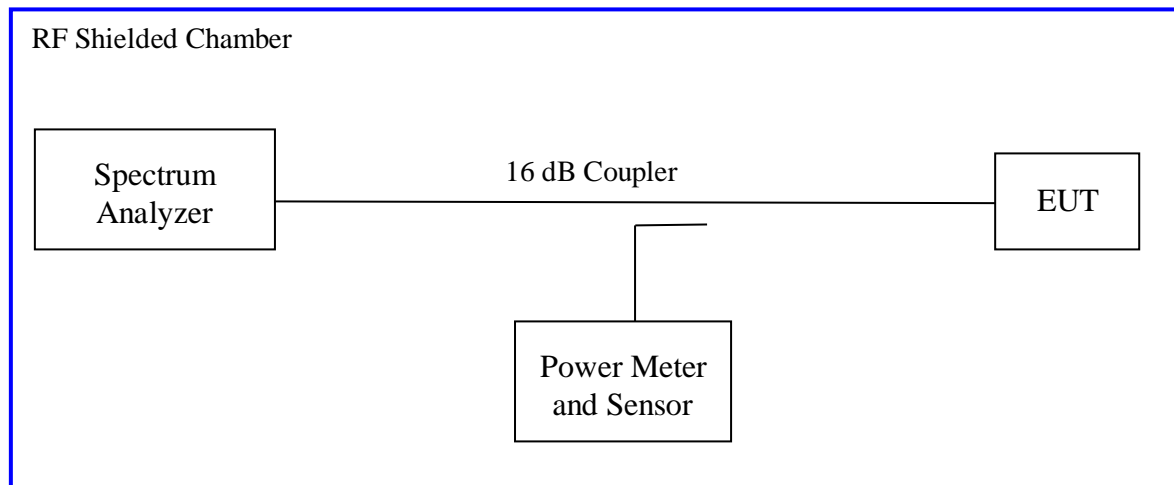 RF Shielded Chamber
16 dB Coupler
Spectrum
Analyzer
EUT
Power Meter
and Sensor